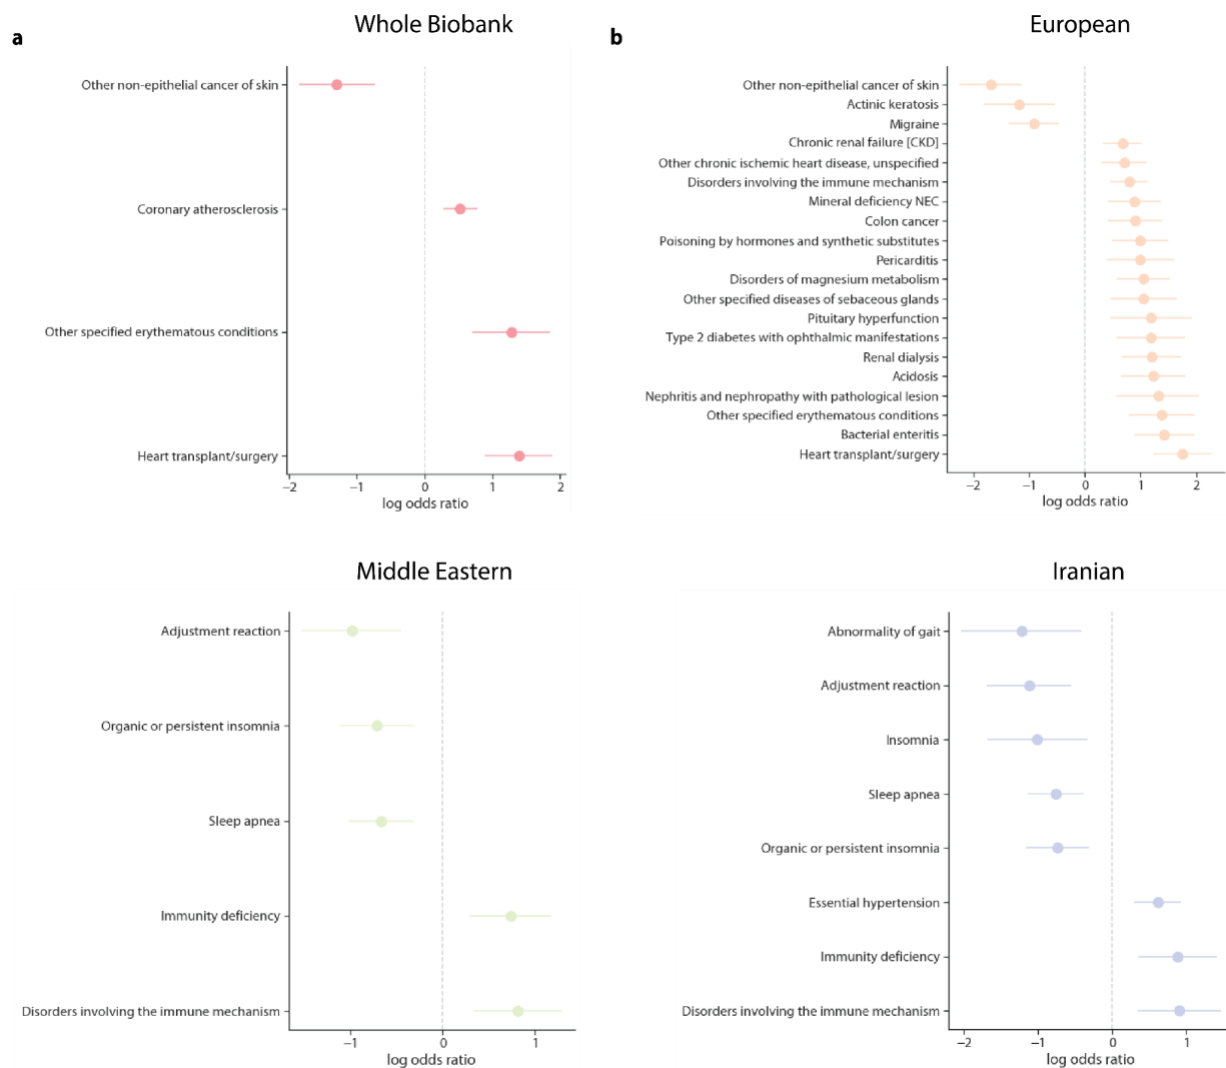 a
Whole Biobank
Other non-epithelial cancer of skin
Coronary atherosclerosis
Other specified erythematous conditions
Heart transplant/surgery
−2 −1 0 1 2
log odds ratio
b
European
Other non-epithelial cancer of skin
Actinic keratosis
Migraine
Chronic renal failure [CKD]
Other chronic ischemic heart disease, unspecified
Disorders involving the immune mechanism
Mineral deficiency NEC
Colon cancer
Poisoning by hormones and synthetic substitutes
Pericarditis
Disorders of magnesium metabolism
Other specified diseases of sebaceous glands
Pituitary hyperfunction
Type 2 diabetes with ophthalmic manifestations
Renal dialysis
Acidosis
Nephritis and nephropathy with pathological lesion
Other specified erythematous conditions
Bacterial enteritis
Heart transplant/surgery
−2 −1 0 1 2
log odds ratio
Middle Eastern
Adjustment reaction
Organic or persistent insomnia
Sleep apnea
Immunity deficiency
Disorders involving the immune mechanism
−1 0 1
log odds ratio
Iranian
Abnormality of gait
Adjustment reaction
Insomnia
Sleep apnea
Organic or persistent insomnia
Essential hypertension
Immunity deficiency
Disorders involving the immune mechanism
−2 −1 0 1
log odds ratio